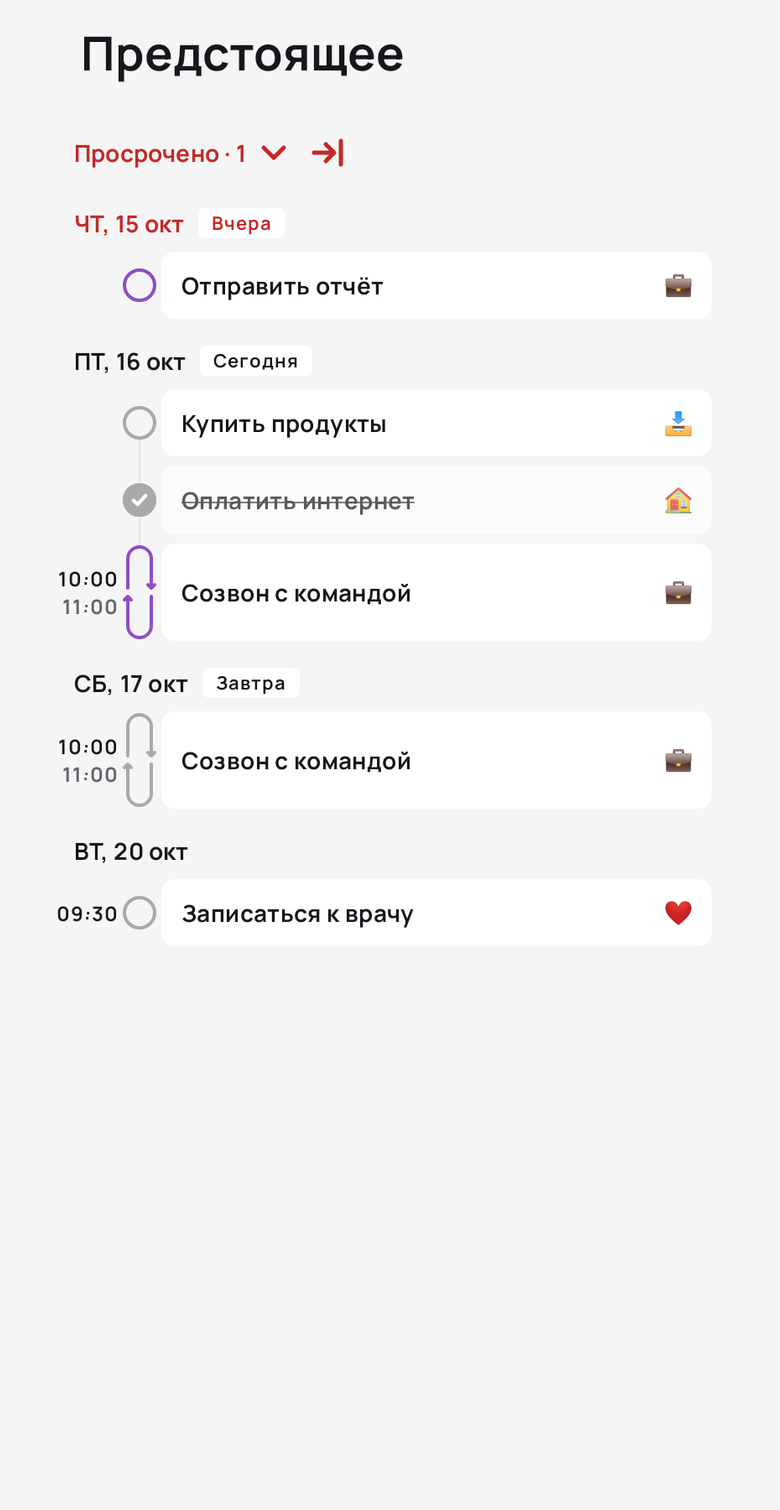 Предстоящее
Просрочено · 1
ЧТ, 15 окт Вчера
Отправить отчёт
ПТ, 16 окт Сегодня
Купить продукты
Оплатить интернет
10:00
11:00
Созвон с командой
СБ, 17 окт Завтра
10:00
11:00
Созвон с командой
ВТ, 20 окт
09:30 Записаться к врачу